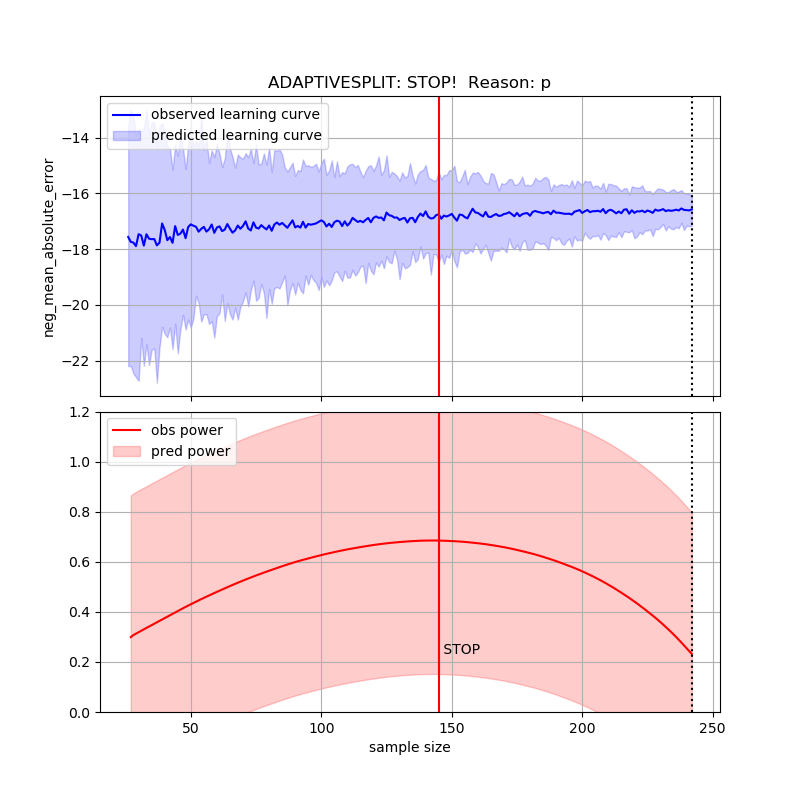 ADAPTIVESPLIT: STOP!  Reason: p
observed learning curve
predicted learning curve
neg_mean_absolute_error
−14
−16
−18
−20
−22
obs power
pred power
1.2
1.0
0.8
0.6
0.4
0.2
0.0
STOP
50
100
150
200
250
sample size